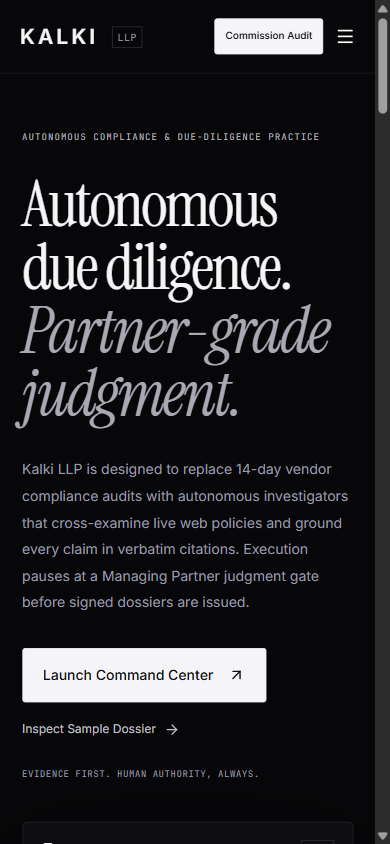 KALKI LLP Commission Audit
AUTONOMOUS COMPLIANCE & DUE-DILIGENCE PRACTICE
Autonomous
due diligence.
Partner-grade
judgment.
Kalki LLP is designed to replace 14-day vendor
compliance audits with autonomous investigators
that cross-examine live web policies and ground
every claim in verbatim citations. Execution
pauses at a Managing Partner judgment gate
before signed dossiers are issued.
Launch Command Center
Inspect Sample Dossier
EVIDENCE FIRST. HUMAN AUTHORITY, ALWAYS.